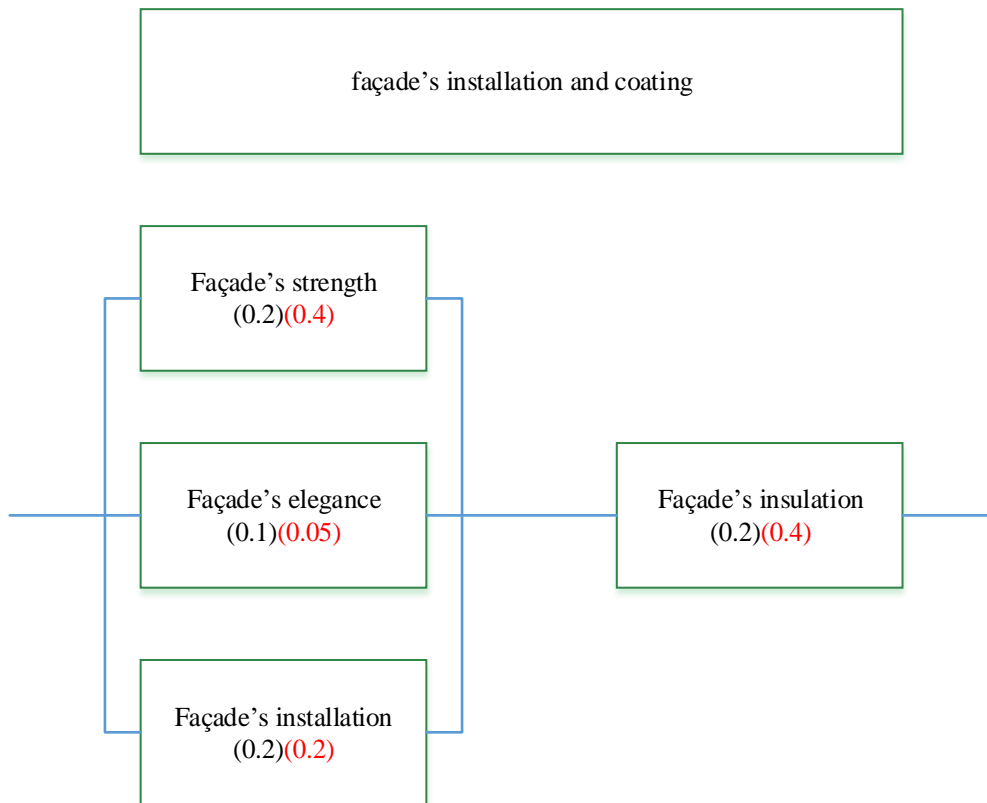 façade’s installation and coating
Façade’s strength
(0.2)(0.4)
Façade’s elegance
(0.1)(0.05)
Façade’s insulation
(0.2)(0.4)
Façade’s installation
(0.2)(0.2)